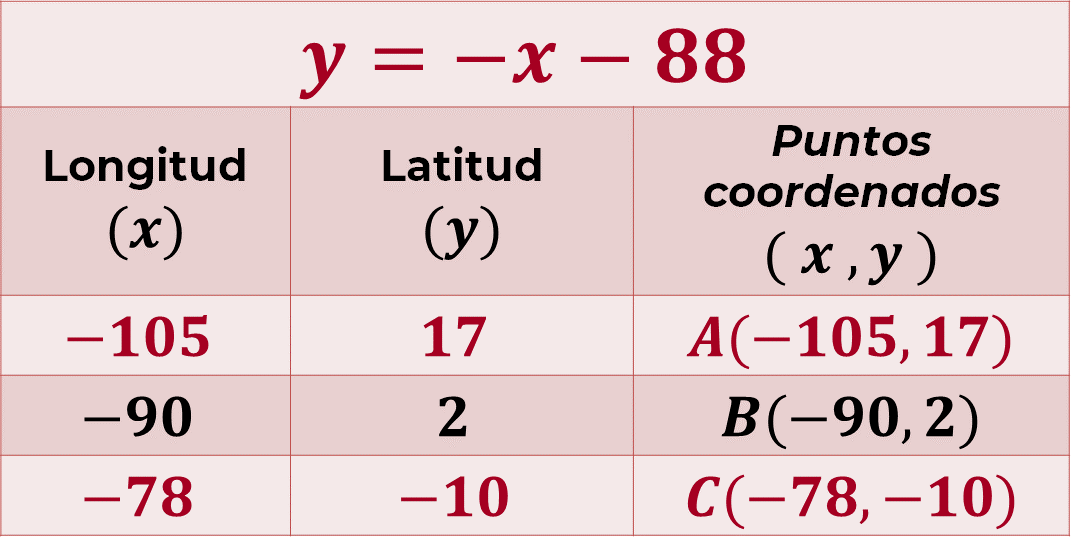 y = −x − 88
Longitud
(x)
Latitud
(y)
Puntos
coordenados
( x , y )
−105
17
A(−105, 17)
−90
2
B(−90, 2)
−78
−10
C(−78, −10)